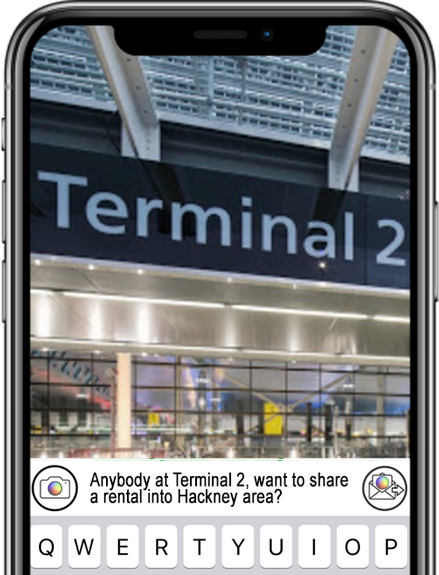 Terminal 2
Anybody at Terminal 2, want to share
a rental into Hackney area?
Q W E R T Y U I O P